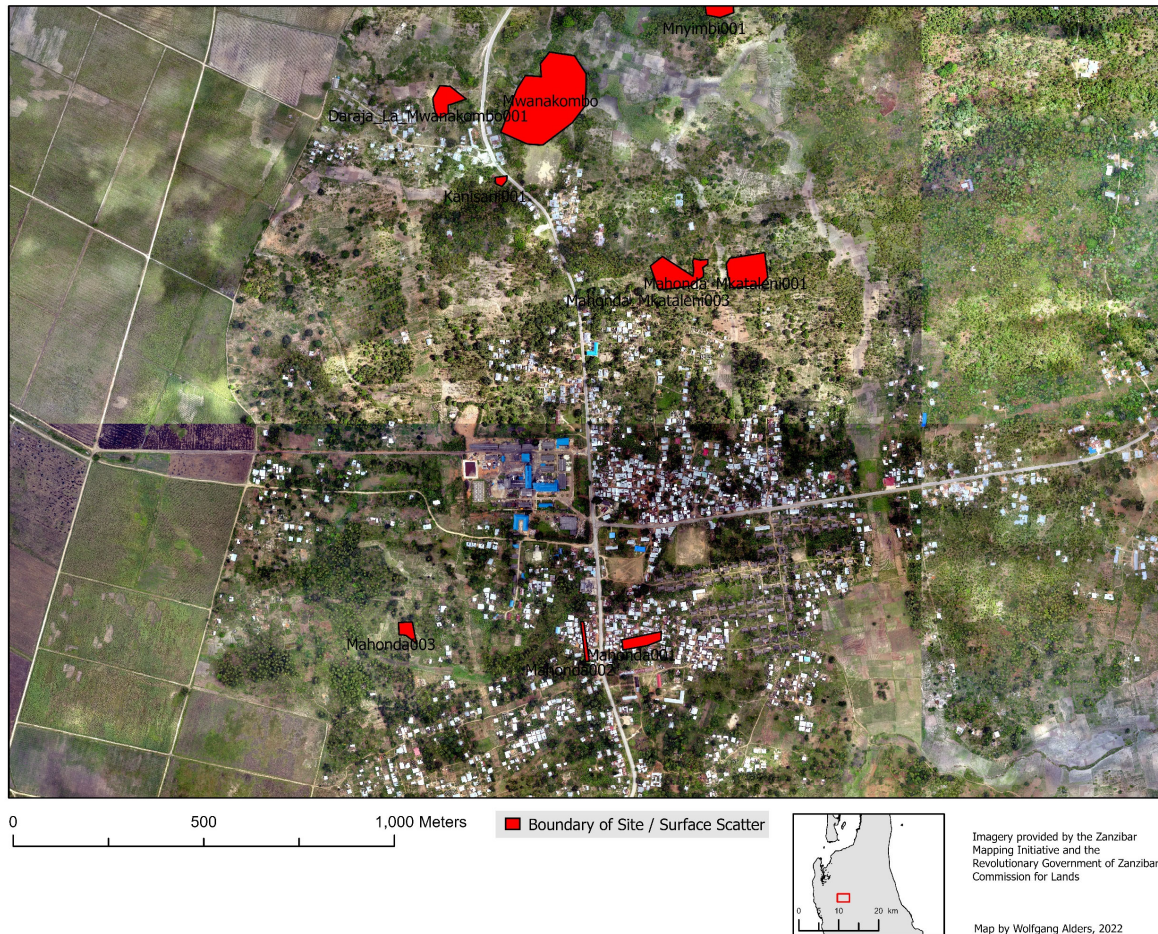 Mnyimbi001
Mwanakombo
Daraja_La_Mwanakombo001
Kanisani001
Mahonda_Mkataleni001
Mahonda_Mkataleni003
Mahonda003
Mahonda001
Mahonda002
0 500 1,000 Meters
Boundary of Site / Surface Scatter
0 5 10 20 km
Imagery provided by the Zanzibar
Mapping Initiative and the
Revolutionary Government of Zanzibar
Commission for Lands
Map by Wolfgang Alders, 2022